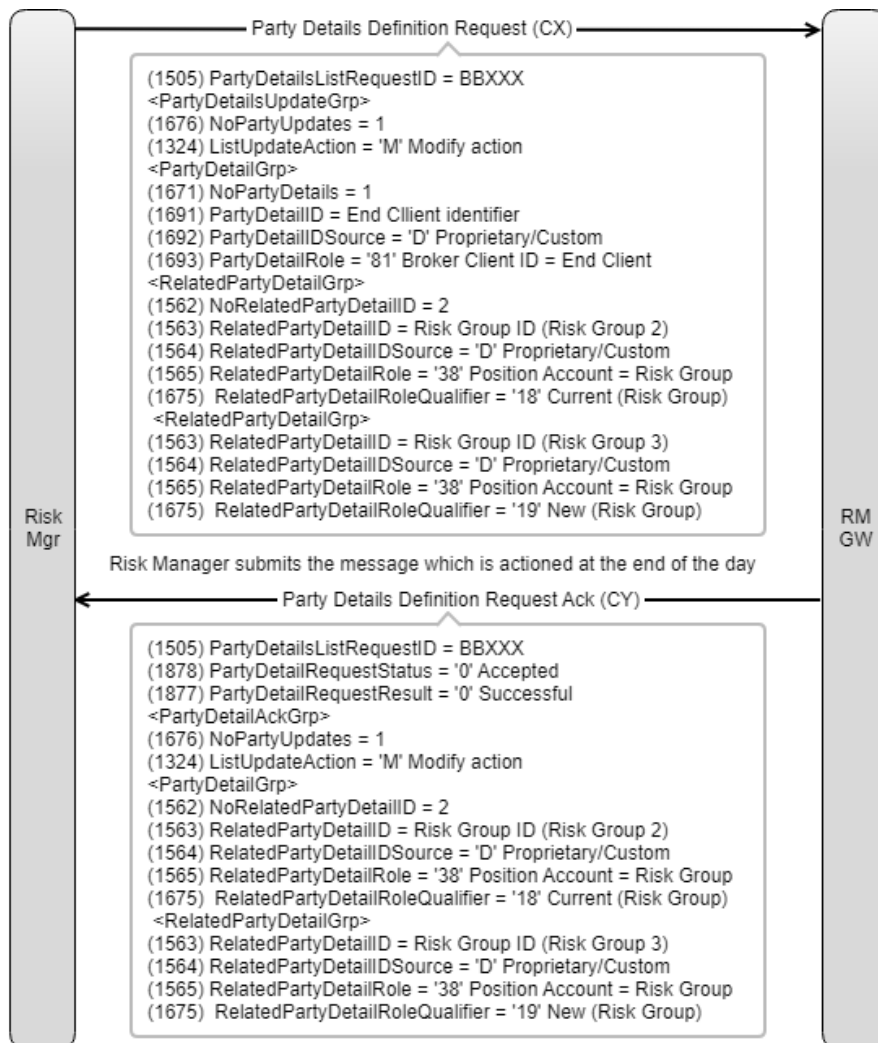 Party Details Definition Request (CX)
(1505) PartyDetailsListRequestID = BBXXX
<PartyDetailsUpdateGrp>
(1676) NoPartyUpdates = 1
(1324) ListUpdateAction = 'M' Modify action
<PartyDetailGrp>
(1671) NoPartyDetails = 1
(1691) PartyDetailID = End Cllient identifier
(1692) PartyDetailIDSource = 'D' Proprietary/Custom
(1693) PartyDetailRole = '81' Broker Client ID = End Client
<RelatedPartyDetailGrp>
(1562) NoRelatedPartyDetailID = 2
(1563) RelatedPartyDetailID = Risk Group ID (Risk Group 2)
(1564) RelatedPartyDetailIDSource = 'D' Proprietary/Custom
(1565) RelatedPartyDetailRole = '38' Position Account = Risk Group
(1675)  RelatedPartyDetailRoleQualifier = '18' Current (Risk Group)
<RelatedPartyDetailGrp>
(1563) RelatedPartyDetailID = Risk Group ID (Risk Group 3)
(1564) RelatedPartyDetailIDSource = 'D' Proprietary/Custom
(1565) RelatedPartyDetailRole = '38' Position Account = Risk Group
(1675)  RelatedPartyDetailRoleQualifier = '19' New (Risk Group)
Risk
Mgr
RM
GW
Risk Manager submits the message which is actioned at the end of the day
Party Details Definition Request Ack (CY)
(1505) PartyDetailsListRequestID = BBXXX
(1878) PartyDetailRequestStatus = '0' Accepted
(1877) PartyDetailRequestResult = '0' Successful
<PartyDetailAckGrp>
(1676) NoPartyUpdates = 1
(1324) ListUpdateAction = 'M' Modify action
<PartyDetailGrp>
(1562) NoRelatedPartyDetailID = 2
(1563) RelatedPartyDetailID = Risk Group ID (Risk Group 2)
(1564) RelatedPartyDetailIDSource = 'D' Proprietary/Custom
(1565) RelatedPartyDetailRole = '38' Position Account = Risk Group
(1675)  RelatedPartyDetailRoleQualifier = '18' Current (Risk Group)
<RelatedPartyDetailGrp>
(1563) RelatedPartyDetailID = Risk Group ID (Risk Group 3)
(1564) RelatedPartyDetailIDSource = 'D' Proprietary/Custom
(1565) RelatedPartyDetailRole = '38' Position Account = Risk Group
(1675)  RelatedPartyDetailRoleQualifier = '19' New (Risk Group)